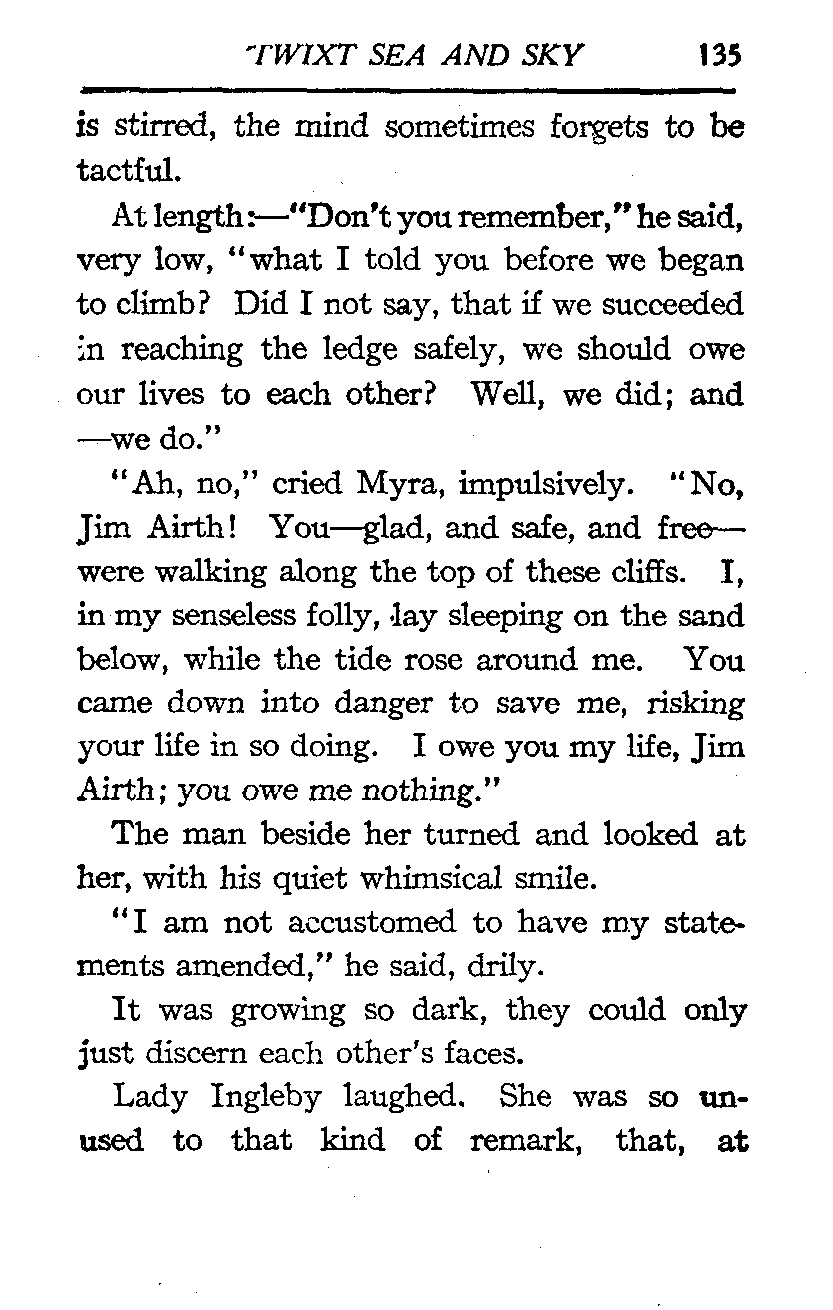 'TWIXT SEA AND SKY 135
is stirred, the mind sometimes forgets to be
tactful.
At length:—"Don't you remember," he said,
very low, "what I told you before we began
to climb? Did I not say, that if we succeeded
in reaching the ledge safely, we should owe
our lives to each other? Well, we did; and
—we do."
"Ah, no," cried Myra, impulsively. "No,
Jim Airth! You—glad, and safe, and free—
were walking along the top of these cliffs. I,
in my senseless folly, lay sleeping on the sand
below, while the tide rose around me. You
came down into danger to save me, risking
your life in so doing. I owe you my life, Jim
Airth; you owe me nothing."
The man beside her turned and looked at
her, with his quiet whimsical smile.
"I am not accustomed to have my state-
ments amended," he said, drily.
It was growing so dark, they could only
just discern each other's faces.
Lady Ingleby laughed. She was so un-
used to that kind of remark, that, at